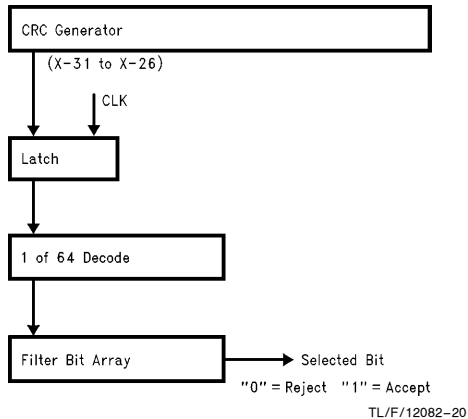 CRC Generator
(X-31 to X-26)
CLK
Latch
1 of 64 Decode
Filter Bit Array
Selected Bit
"0" = Reject "1" = Accept
TL/F/12082-20